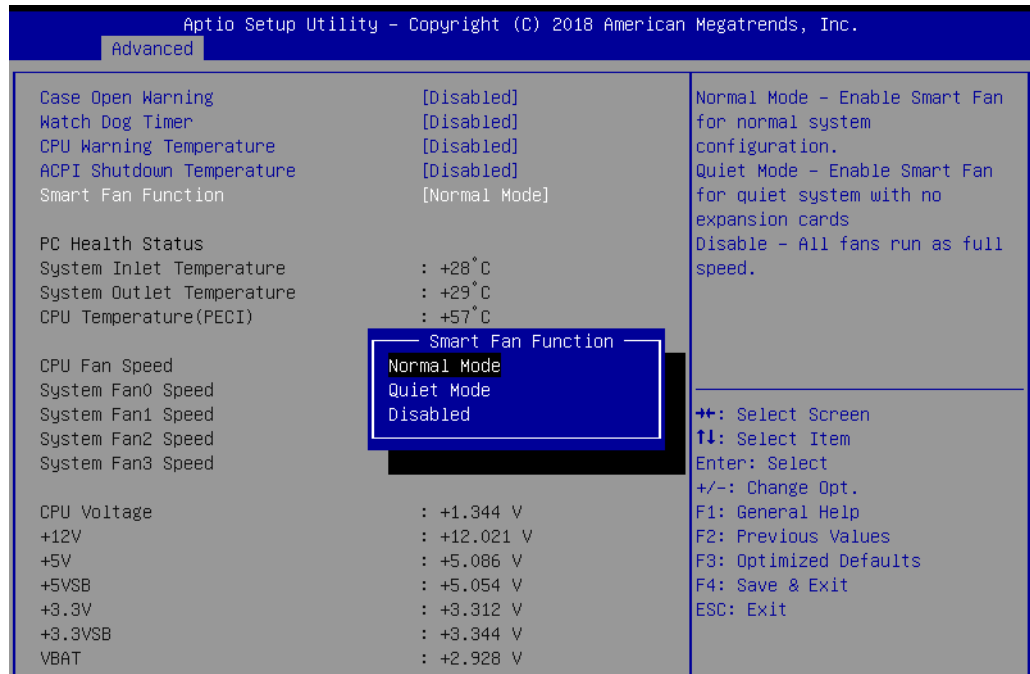 Aptio Setup Utility – Copyright (C) 2018 American Megatrends, Inc.
Advanced
Case Open Warning [Disabled]
Watch Dog Timer [Disabled]
CPU Warning Temperature [Disabled]
ACPI Shutdown Temperature [Disabled]
Smart Fan Function [Normal Mode]
PC Health Status
System Inlet Temperature : +28°C
System Outlet Temperature : +29°C
CPU Temperature(PECI) : +57°C
CPU Fan Speed
System Fan0 Speed
System Fan1 Speed
System Fan2 Speed
System Fan3 Speed
CPU Voltage : +1.344 V
+12V : +12.021 V
+5V : +5.086 V
+5VSB : +5.054 V
+3.3V : +3.312 V
+3.3VSB : +3.344 V
VBAT : +2.928 V
Smart Fan Function
Normal Mode
Quiet Mode
Disabled
Normal Mode – Enable Smart Fan
for normal system
configuration.
Quiet Mode – Enable Smart Fan
for quiet system with no
expansion cards
Disable – All fans run as full
speed.
→←: Select Screen
↑↓: Select Item
Enter: Select
+/-: Change Opt.
F1: General Help
F2: Previous Values
F3: Optimized Defaults
F4: Save & Exit
ESC: Exit